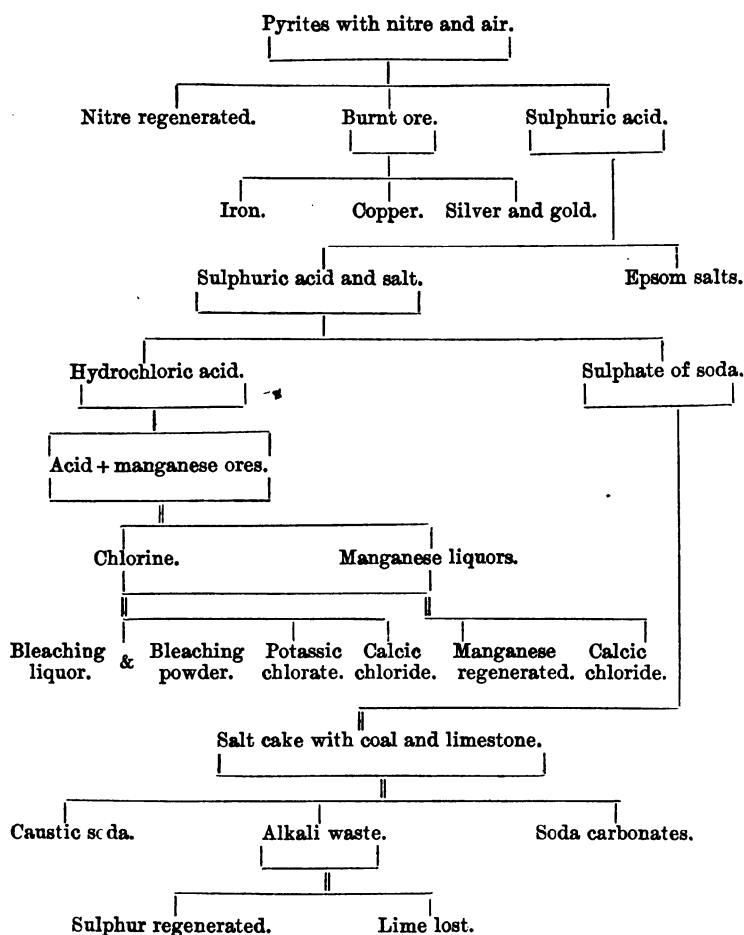 Pyrites with nitre and air.
Nitre regenerated. Burnt ore. Sulphuric acid.
Iron. Copper. Silver and gold.
Sulphuric acid and salt. Epsom salts.
Hydrochloric acid. Sulphate of soda.
Acid + manganese ores.
Chlorine. Manganese liquors.
Bleaching & Bleaching Potassic Calcic Manganese Calcic
liquor. powder. chlorate. chloride. regenerated. chloride.
Salt cake with coal and limestone.
Caustic soda. Alkali waste. Soda carbonates.
Sulphur regenerated. Lime lost.